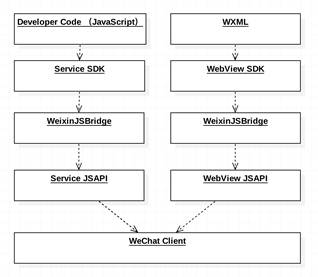 Developer Code （JavaScript） WXML
Service SDK WebView SDK
WeixinJSBridge WeixinJSBridge
Service JSAPI WebView JSAPI
WeChat Client